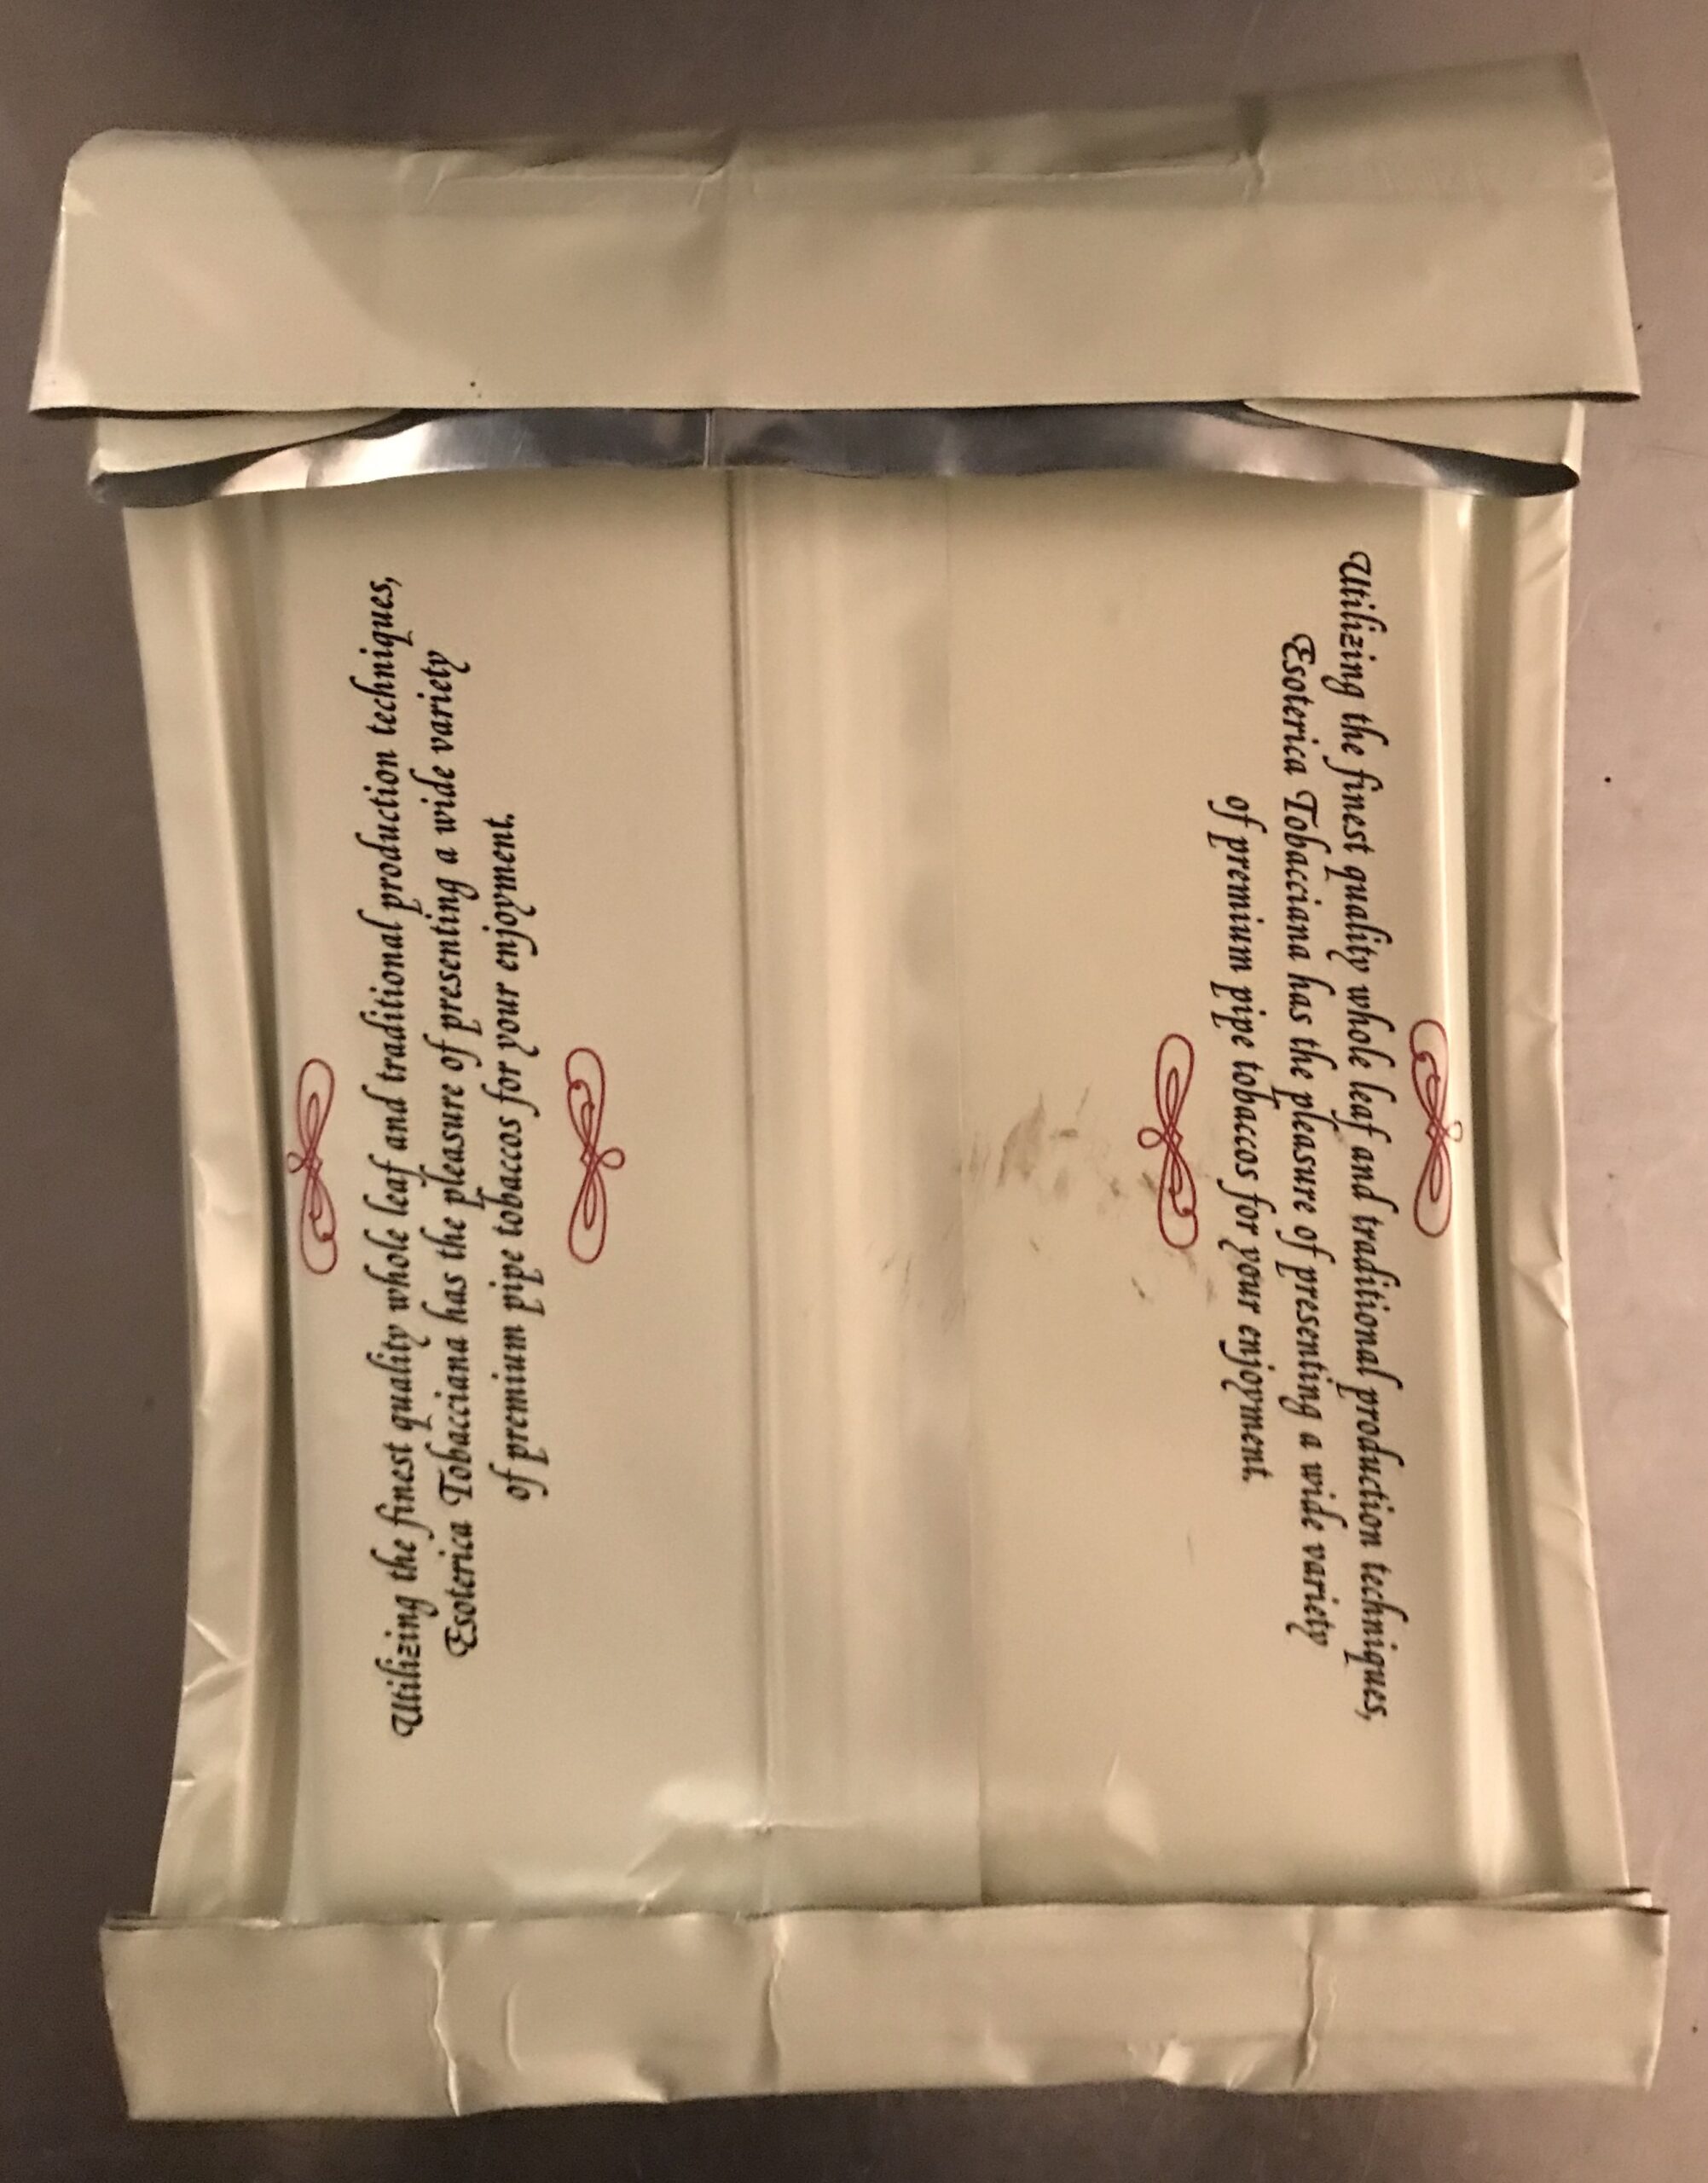 Utilizing the finest quality whole leaf and traditional production techniques,
Esoterica Tobacciana has the pleasure of presenting a wide variety
of premium pipe tobaccos for your enjoyment.
Utilizing the finest quality whole leaf and traditional production techniques,
Esoterica Tobacciana has the pleasure of presenting a wide variety
of premium pipe tobaccos for your enjoyment.